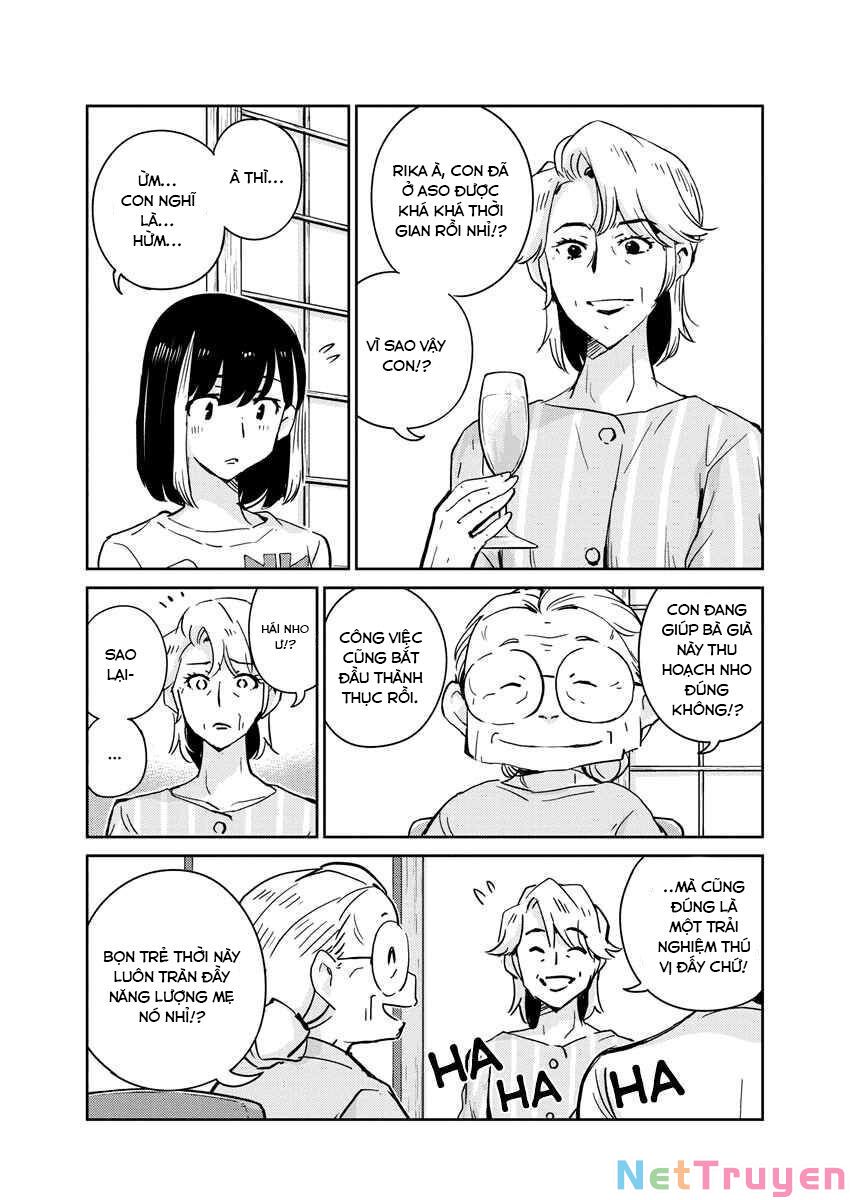 RIKA À, CON ĐÃ
Ở ASO ĐƯỢC
KHÁ KHÁ THỜI
GIAN RỒI NHỈ!?
VÌ SAO VẬY
CON!?
À THÌ...
ỪM...
CON NGHĨ
LÀ...
HỪM...
CON ĐANG
GIÚP BÀ GIÀ
NÀY THU
HOẠCH NHO
ĐÚNG
KHÔNG!?
CÔNG VIỆC
CŨNG BẮT
ĐẦU THÀNH
THỤC RỒI.
HÁI NHO
Ư!?
SAO
LẠI-
...
..MÀ CŨNG
ĐÚNG LÀ
MỘT TRẢI
NGHIỆM THÚ
VỊ ĐẤY CHỨ!
HA
HA
HA
BỌN TRẺ THỜI NÀY
LUÔN TRÀN ĐẦY
NĂNG LƯỢNG MẸ
NÓ NHỈ!?
NetTruyen